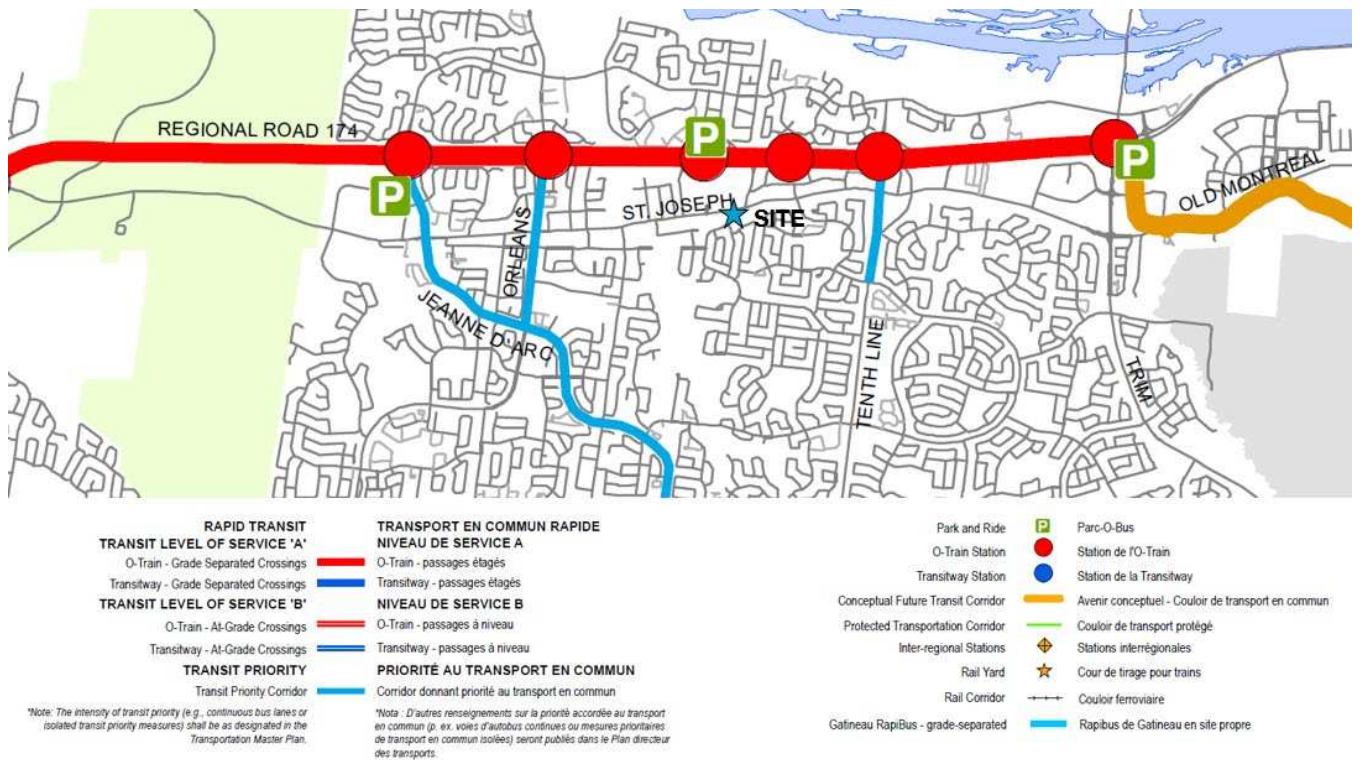 REGIONAL ROAD 174
P
P
P
OLD MONTREAL
ST. JOSEPH
SITE
ORLEANS
JEANNE D'ARC
TENTH LINE
TRIM
RAPID TRANSIT
TRANSIT LEVEL OF SERVICE 'A'
O-Train - Grade Separated Crossings
Transitway - Grade Separated Crossings
TRANSIT LEVEL OF SERVICE 'B'
O-Train - At-Grade Crossings
Transitway - At-Grade Crossings
TRANSIT PRIORITY
Transit Priority Corridor
*Note: The intensity of transit priority (e.g., continuous bus lanes or
isolated transit priority measures) shall be as designated in the
Transportation Master Plan.
TRANSPORT EN COMMUN RAPIDE
NIVEAU DE SERVICE A
O-Train - passages étagés
Transitway - passages étagés
NIVEAU DE SERVICE B
O-Train - passages à niveau
Transitway - passages à niveau
PRIORITÉ AU TRANSPORT EN COMMUN
Corridor donnant priorité au transport en commun
*Nota : D'autres renseignements sur la priorité accordée au transport
en commun (p. ex. voies d'autobus continues ou mesures prioritaires
de transport en commun isolées) seront publiés dans le Plan directeur
des transports.
Park and Ride P Parc-O-Bus
O-Train Station Station de l'O-Train
Transitway Station Station de la Transitway
Conceptual Future Transit Corridor Avenir conceptuel - Couloir de transport en commun
Protected Transportation Corridor Couloir de transport protégé
Inter-regional Stations Stations interrégionales
Rail Yard Cour de tirage pour trains
Rail Corridor Couloir ferroviaire
Gatineau RapiBus - grade-separated Rapibus de Gatineau en site propre